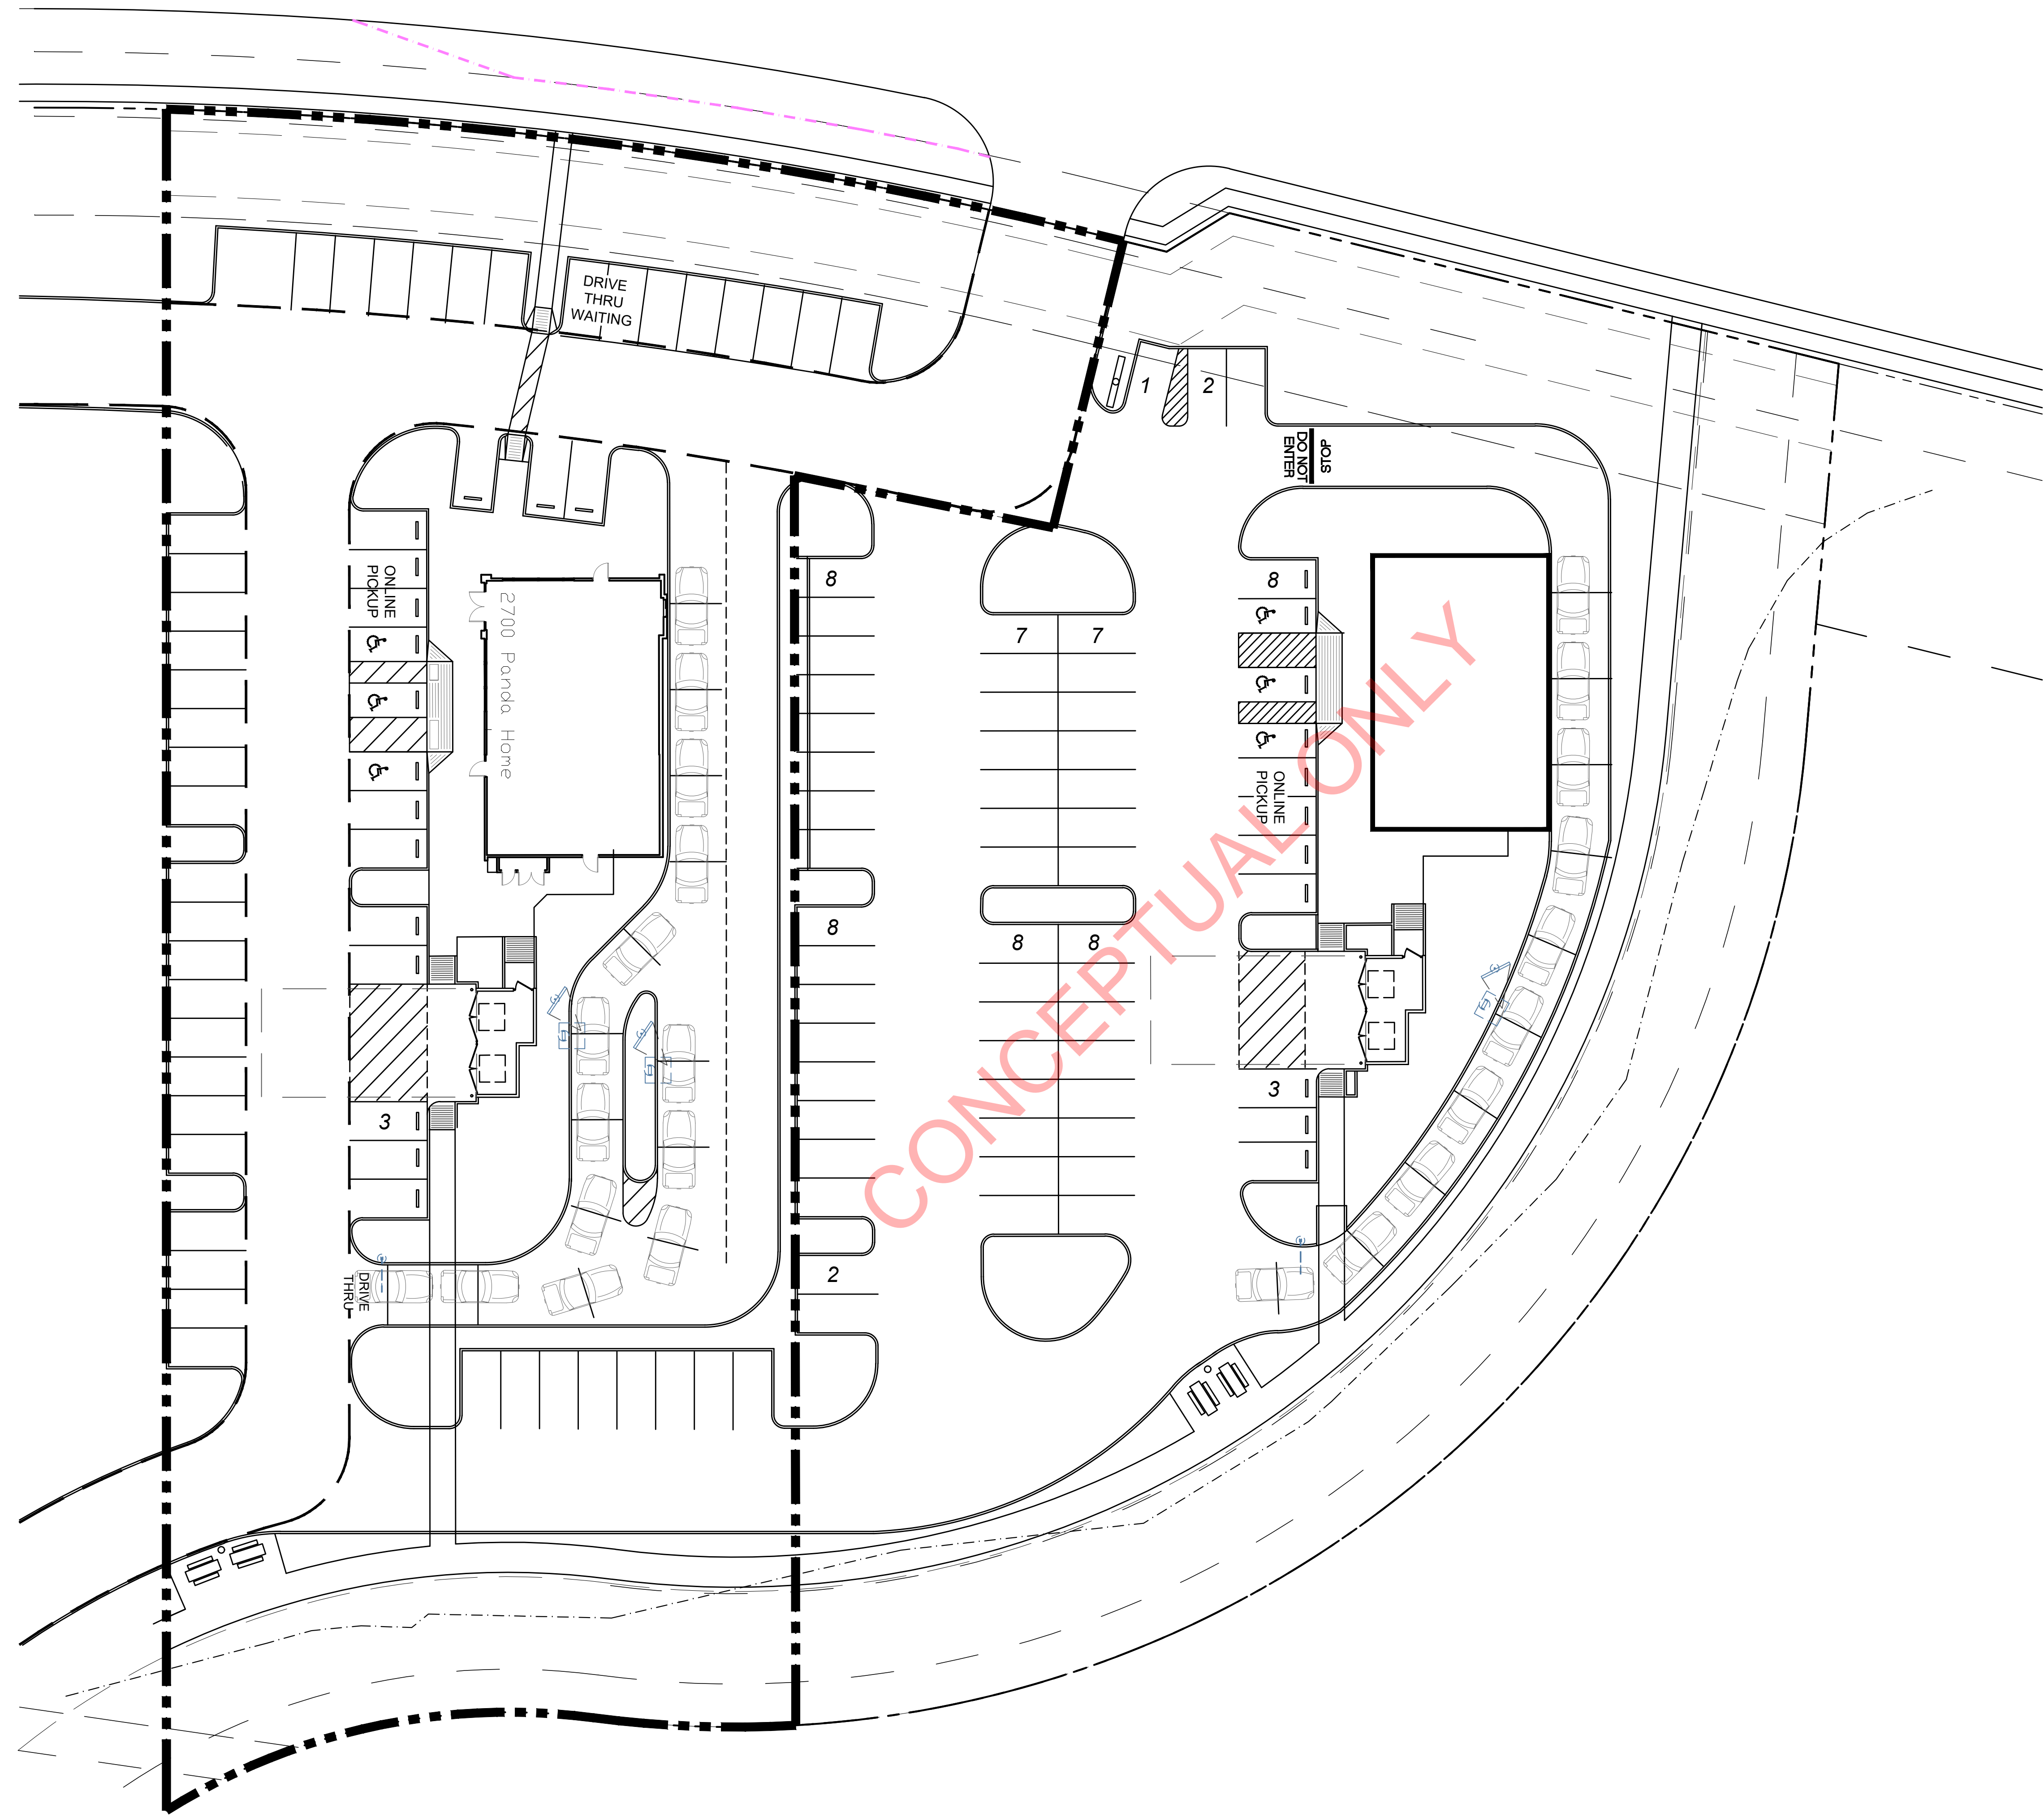 DRIVE
THRU
WAITING
1
2
STOP
DO NOT
ENTER
ONLINE
PICKUP
2700 Panda Home
8
7
7
8
ONLINE
PICKUP
8
8
8
3
3
2
DRIVE
THRU
CONCEPTUAL ONLY